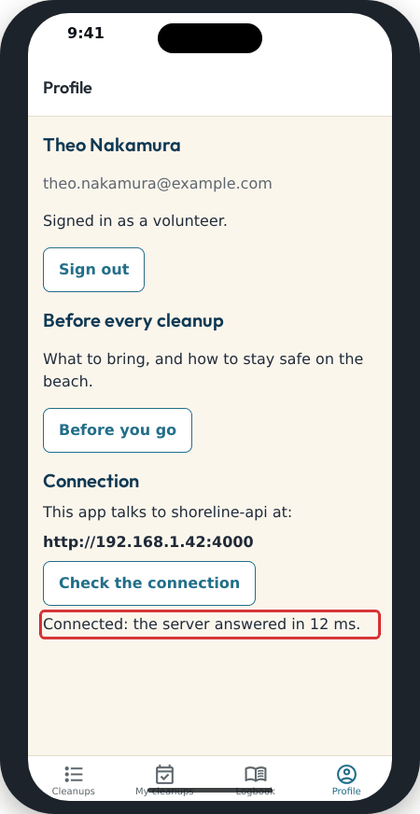 9:41
Profile
Theo Nakamura
theo.nakamura@example.com
Signed in as a volunteer.
Sign out
Before every cleanup
What to bring, and how to stay safe on the
beach.
Before you go
Connection
This app talks to shoreline-api at:
http://192.168.1.42:4000
Check the connection
Connected: the server answered in 12 ms.
Cleanups
My cleanups
Logbook
Profile